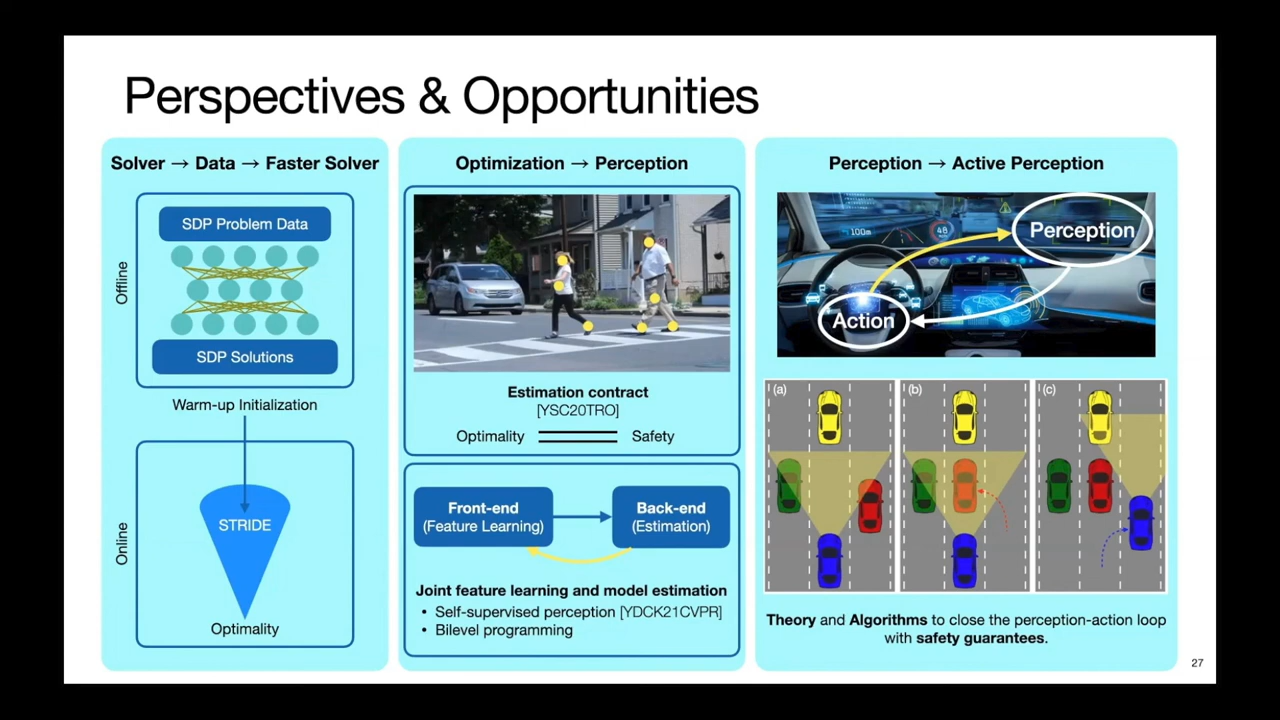 Perspectives & Opportunities
Solver → Data → Faster Solver
Offline
SDP Problem Data
SDP Solutions
Warm-up Initialization
Online
STRIDE
Optimality
Optimization → Perception
Estimation contract
[YSC20TRO]
Optimality
Safety
Front-end
(Feature Learning)
Back-end
(Estimation)
Joint feature learning and model estimation
• Self-supervised perception [YDCK21CVPR]
• Bilevel programming
Perception → Active Perception
100m
48
Perception
Action
(a)
(b)
(c)
Theory and Algorithms to close the perception-action loop
with safety guarantees.
27